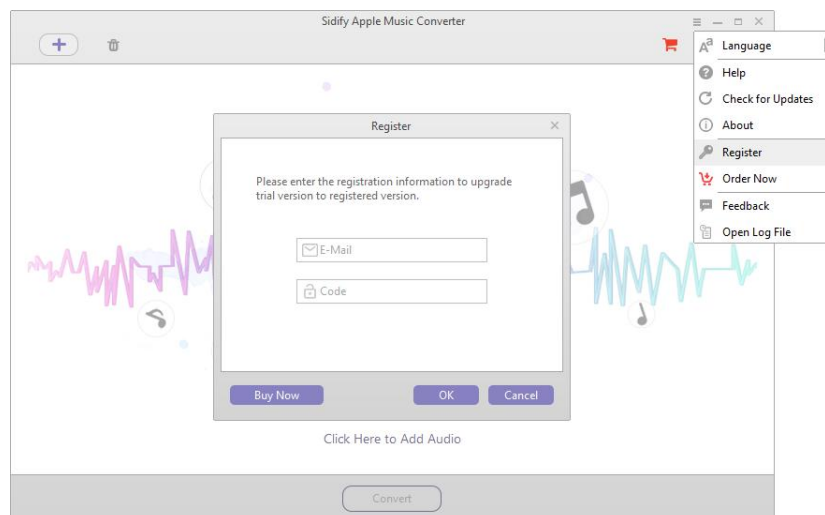 Sidify Apple Music Converter
Language
Help
Check for Updates
About
Register
Order Now
Feedback
Open Log File
Register
Please enter the registration information to upgrade
trial version to registered version.
E-Mail
Code
Buy Now
OK
Cancel
Click Here to Add Audio
Convert